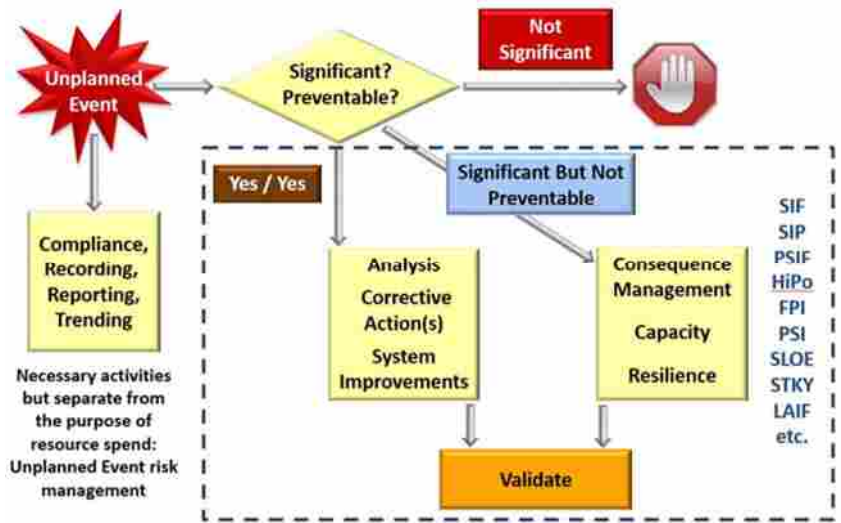 Unplanned
Event
Significant?
Preventable?
Not
Significant
Yes / Yes
Significant But Not
Preventable
Compliance,
Recording,
Reporting,
Trending
Necessary activities
but separate from
the purpose of
resource spend:
Unplanned Event risk
management
Analysis
Corrective
Action(s)
System
Improvements
Consequence
Management
Capacity
Resilience
SIF
SIP
PSIF
HiPo
FPI
PSI
SLOE
STKY
LAIF
etc.
Validate